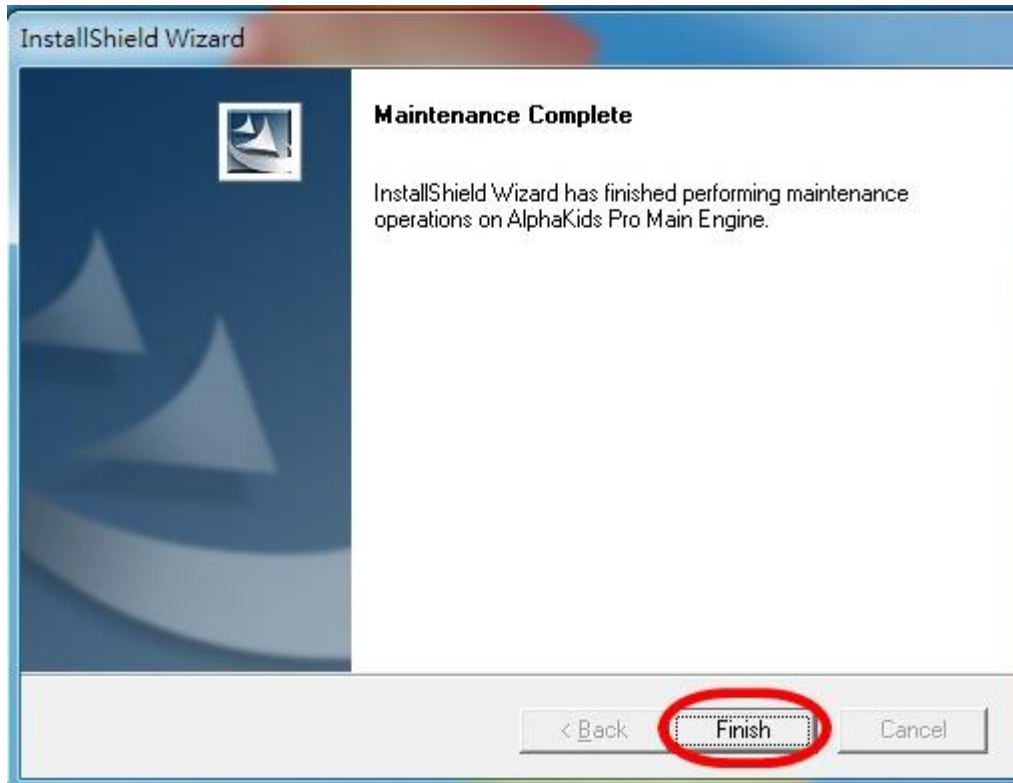 InstallShield Wizard
Maintenance Complete
InstallShield Wizard has finished performing maintenance
operations on AlphaKids Pro Main Engine.
< Back
Finish
Cancel